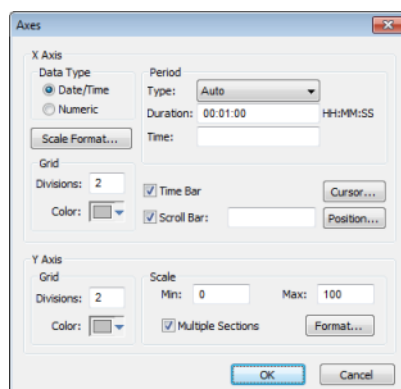 Axes
X Axis
Data Type
Date/Time
Numeric
Scale Format...
Period
Type: Auto
Duration: 00:01:00 HH:MM:SS
Time:
Grid
Divisions: 2
Color:
Time Bar
Cursor...
Scroll Bar:
Position...
Y Axis
Grid
Divisions: 2
Color:
Scale
Min: 0 Max: 100
Multiple Sections
Format...
OK Cancel